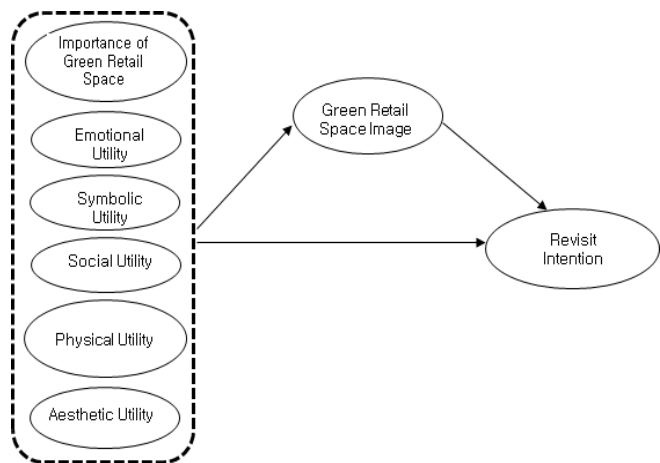 Importance of
Green Retail
Space
Emotional
Utility
Symbolic
Utility
Social Utility
Physical Utility
Aesthetic Utility
Green Retail
Space Image
Revisit
Intention